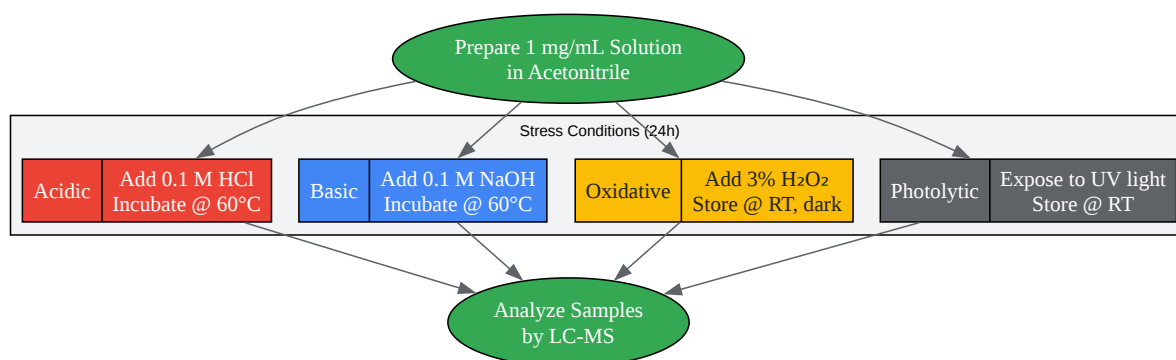 Prepare 1 mg/mL Solution
in Acetonitrile
Stress Conditions (24h)
Acidic
Add 0.1 M HCl
Incubate @ 60°C
Basic
Add 0.1 M NaOH
Incubate @ 60°C
Oxidative
Add 3% H₂O₂
Store @ RT, dark
Photolytic
Expose to UV light
Store @ RT
Analyze Samples
by LC-MS